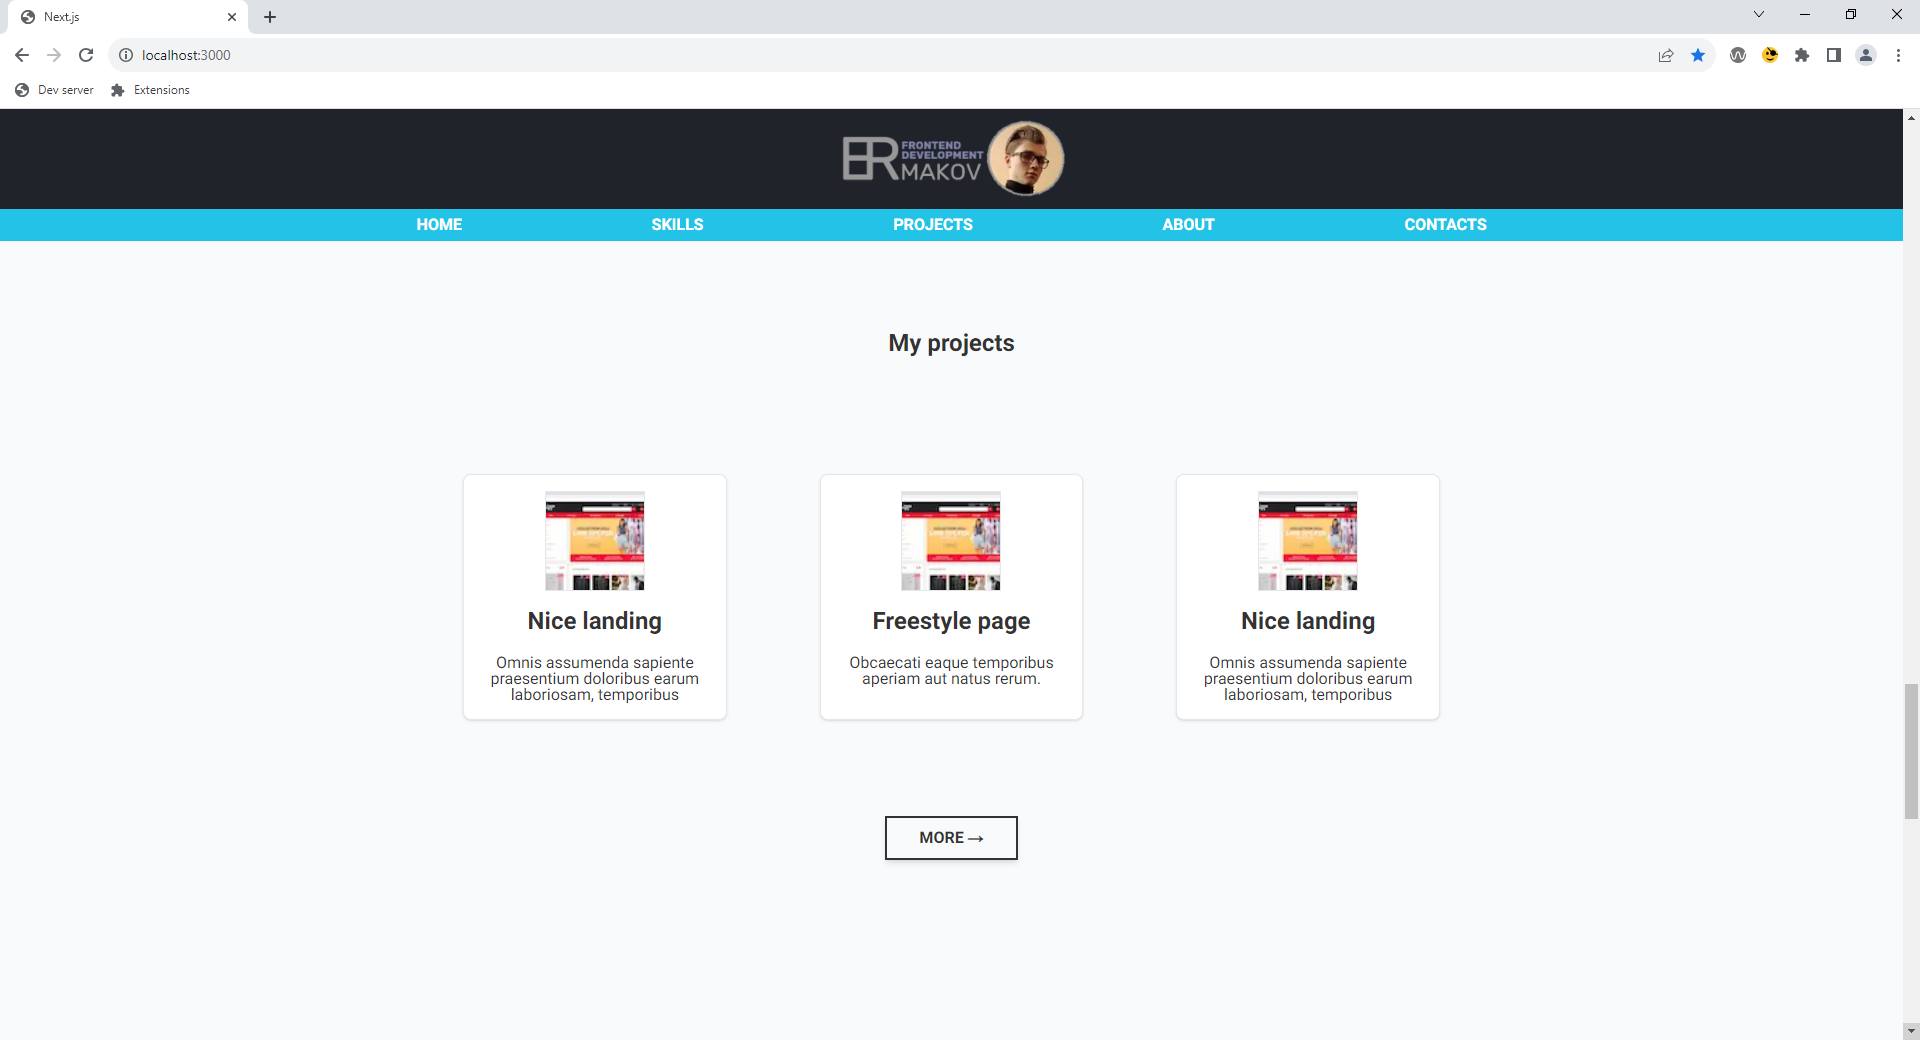 Next.js
localhost:3000
Dev server
Extensions
ER
FRONTEND
DEVELOPMENT
MAKOV
HOME
SKILLS
PROJECTS
ABOUT
CONTACTS
My projects
Nice landing
Omnis assumenda sapiente
praesentium doloribus earum
laboriosam, temporibus
Freestyle page
Obcaecati eaque temporibus
aperiam aut natus rerum.
Nice landing
Omnis assumenda sapiente
praesentium doloribus earum
laboriosam, temporibus
MORE →